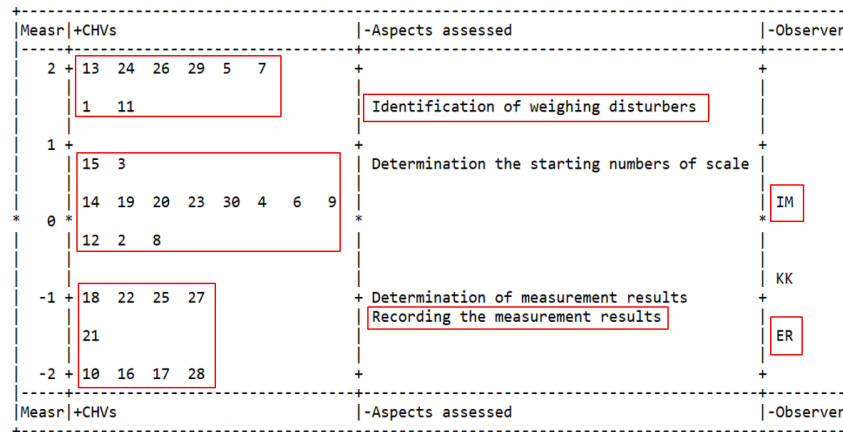 |Measr|+CHVs |-Aspects assessed |-Observer
2 + 13 24 26 29 5 7 + +
1 11 Identification of weighing disturbers
1 + + +
15 3 Determination the starting numbers of scale
14 19 20 23 30 4 6 9 IM
* 0 * * *
12 2 8
KK
-1 + 18 22 25 27 + Determination of measurement results +
Recording the measurement results
21 ER
-2 + 10 16 17 28 + +
|Measr|+CHVs |-Aspects assessed |-Observer